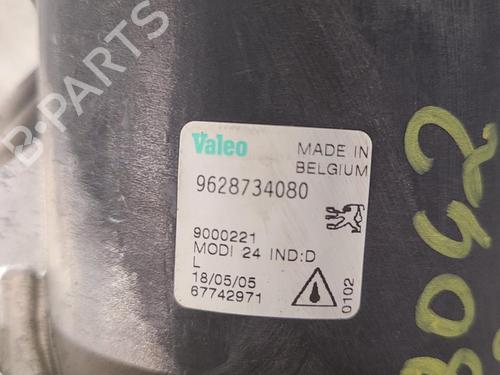 Valeo MADE IN
BELGIUM
9628734080
9000221
MODI 24 IND:D
L
18/05/05
67742971
0102
B-PARTS